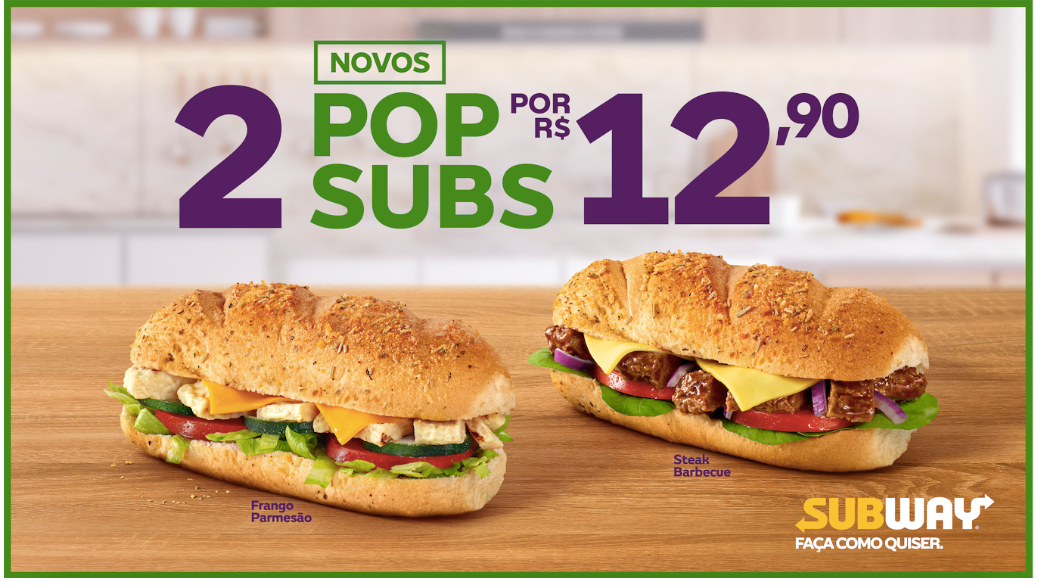 NOVOS
2 POP SUBS
POR R$ 12,90
Frango
Parmesão
Steak
Barbecue
SUBWAY
FAÇA COMO QUISER.